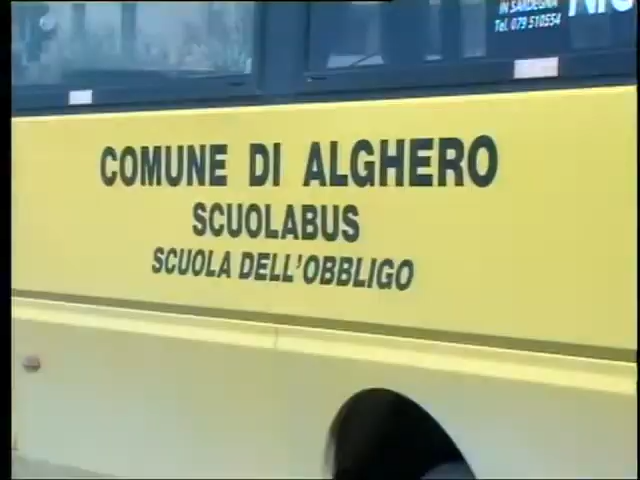 IN SARDEGNA
Tel. 079 510554
COMUNE DI ALGHERO
SCUOLABUS
SCUOLA DELL'OBBLIGO